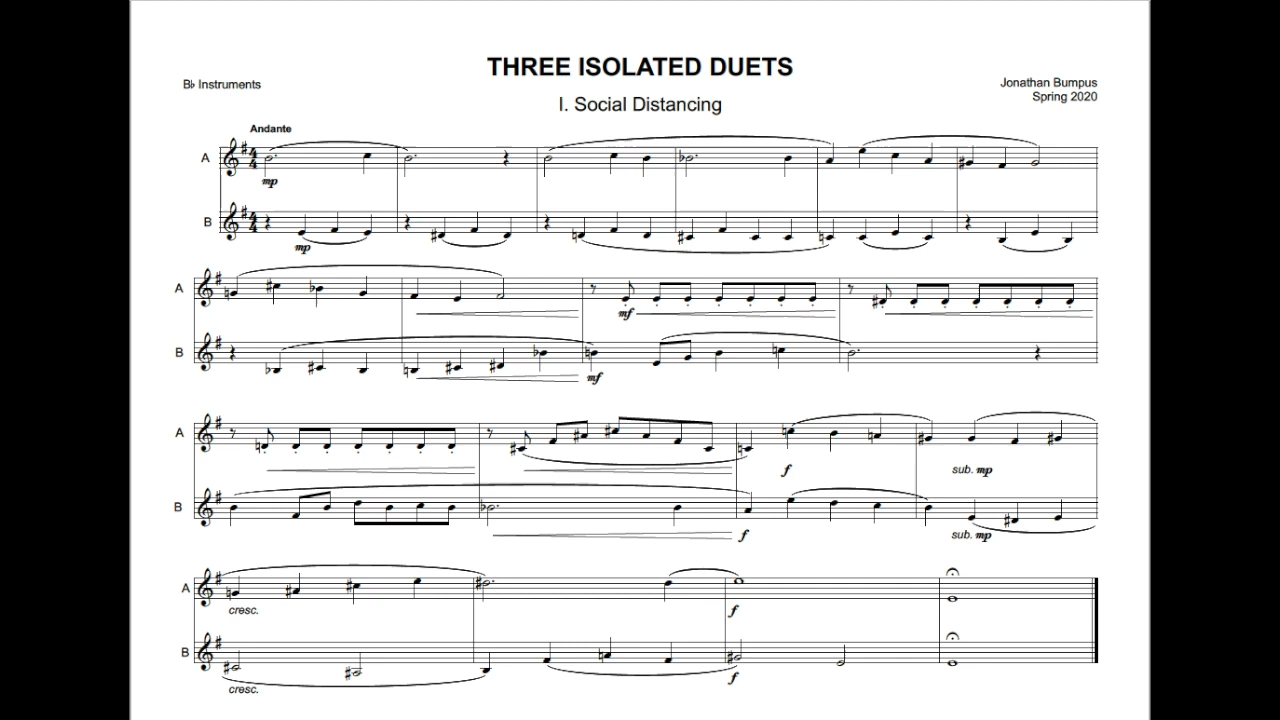 THREE ISOLATED DUETS
B♭ Instruments
Jonathan Bumpus
Spring 2020
I. Social Distancing
Andante
A
mp
B
mp
A
mf
B
mf
A
f sub. mp
B
f sub. mp
A
cresc. f
B
cresc. f